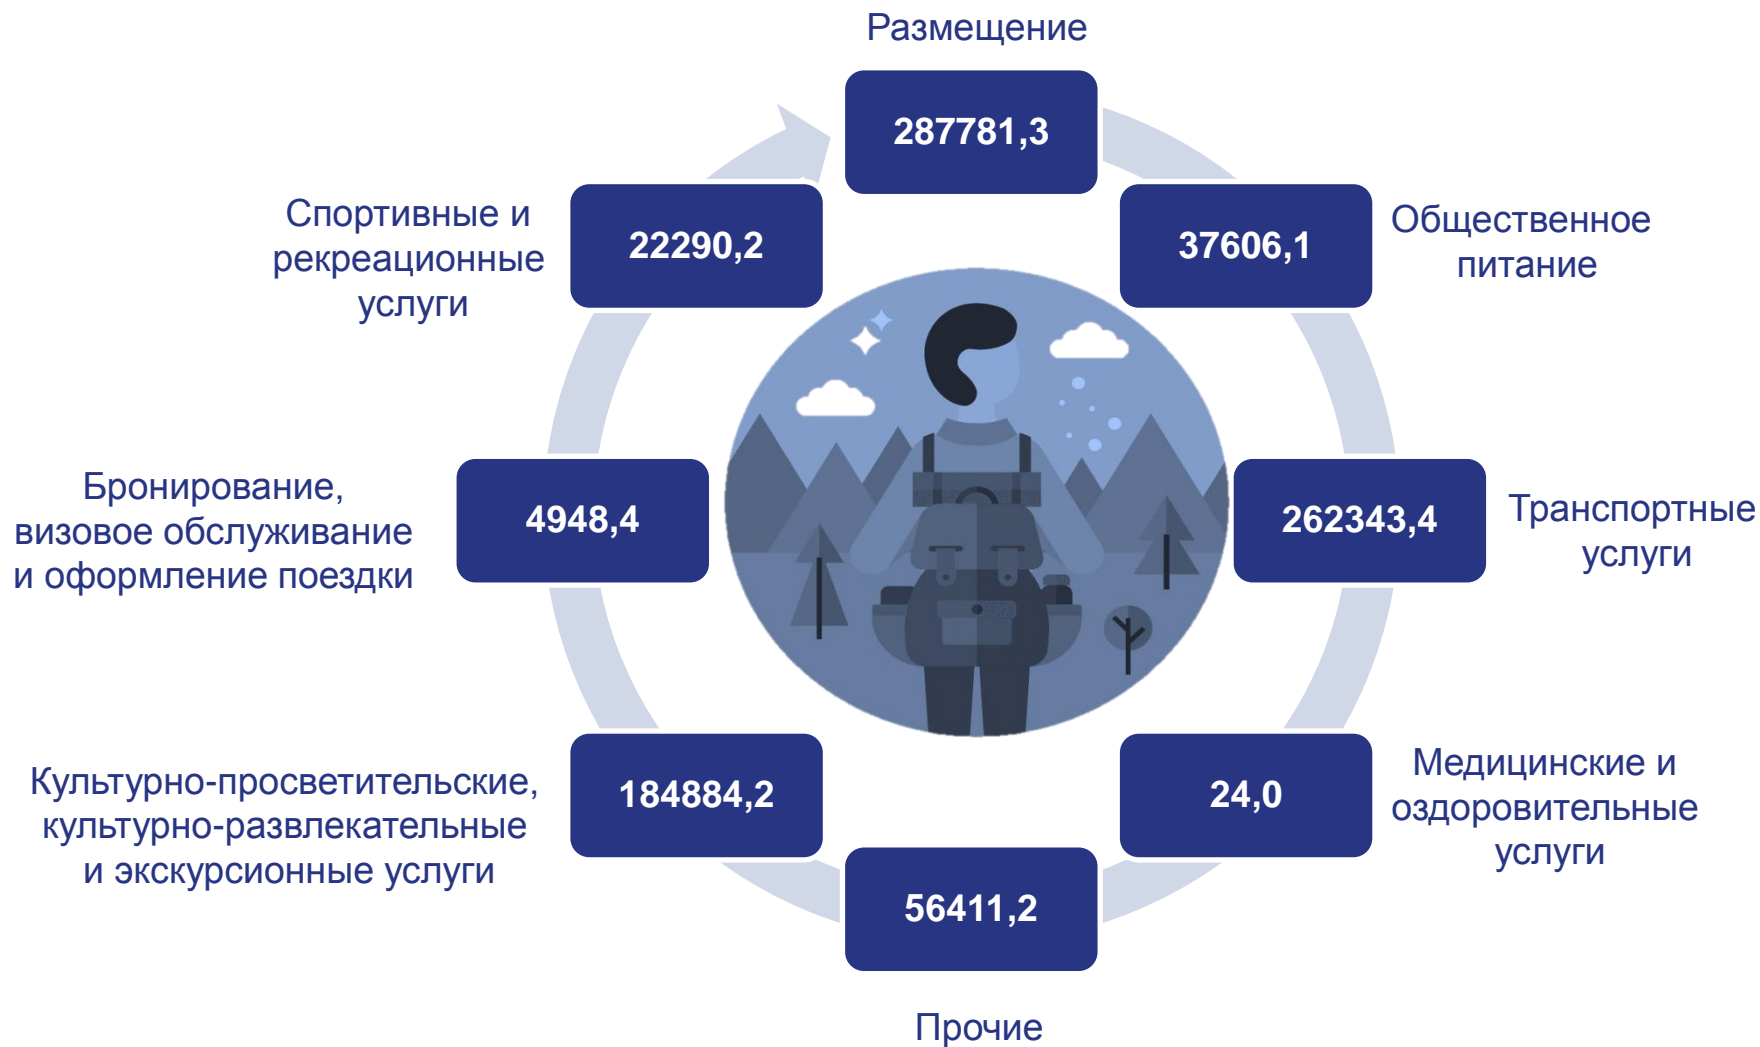 Размещение
287781,3
37606,1
Общественное
питание
262343,4
Транспортные
услуги
24,0
Медицинские и
оздоровительные
услуги
56411,2
Прочие
184884,2
Культурно-просветительские,
культурно-развлекательные
и экскурсионные услуги
4948,4
Бронирование,
визовое обслуживание
и оформление поездки
22290,2
Спортивные и
рекреационные
услуги